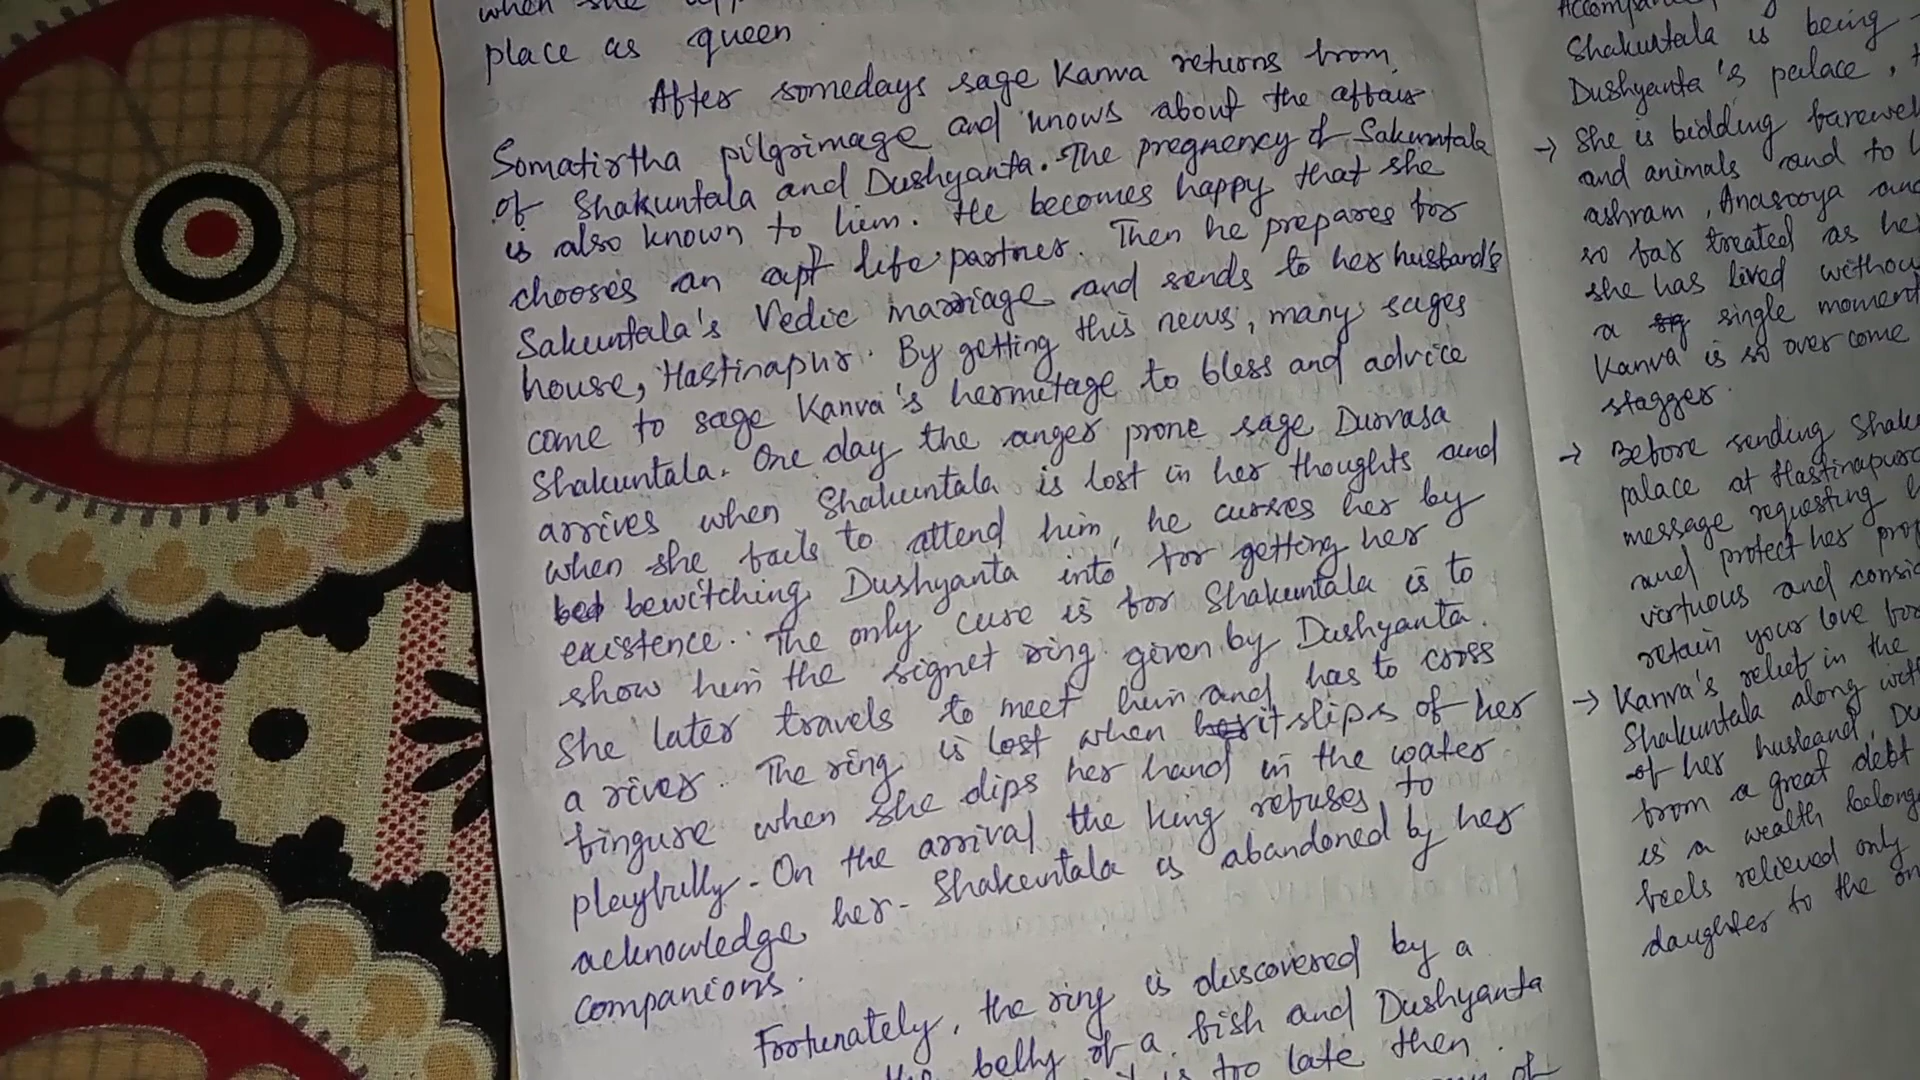 when she
place as queen
After somedays sage Kanva returns from
Somatirtha pilgrimage and knows about the affair
of Shakuntala and Dushyanta. The pregnency of Sakuntala
is also known to him. He becomes happy that she
chooses an apt life partner. Then he prepares for
Sakuntala's Vedic marriage and sends to her husband's
house, Hastinapur. By getting this news, many sages
come to sage Kanva's hermitage to bless and advice
Shakuntala. One day the anger prone sage Durvasa
arrives when Shakuntala is lost in her thoughts and
when she fails to attend him, he curses her by
bewitching Dushyanta into for getting her
existence. The only cure is for Shakuntala is to
show him the signet ring given by Dushyanta.
She later travels to meet him and has to cross
a river. The ring is lost when it slips of her
fingure when she dips her hand in the water
playfully. On the arrival the king refuses to
acknowledge her. Shakuntala is abandoned by her
companions.
Fortunately, the ring is discovered by a
belly of a fish and Dushyanta
is too late then.
of
Shakuntala is being
Dushyanta's palace,
→ She is bidding farewell
and animals and to
ashram, Anasooya and
so far treated as her
she has lived without
a single moment
Kanva is so over come
stagger.
→ Before sending
palace at Hastinapur
message requesting
and protect her
virtuous and
retain your love for
→ Kanva's relief in the
Shakuntala along with
of her husband,
from a great debt
is a wealth
feels relieved only
daughter to the